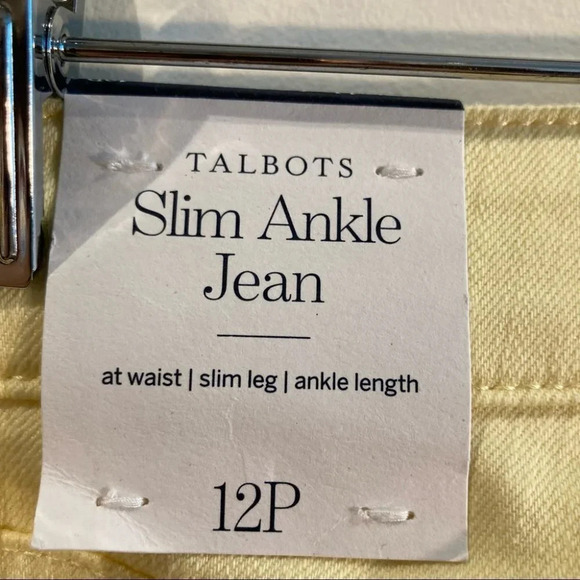 TALBOTS
Slim Ankle
Jean
at waist | slim leg | ankle length
12P